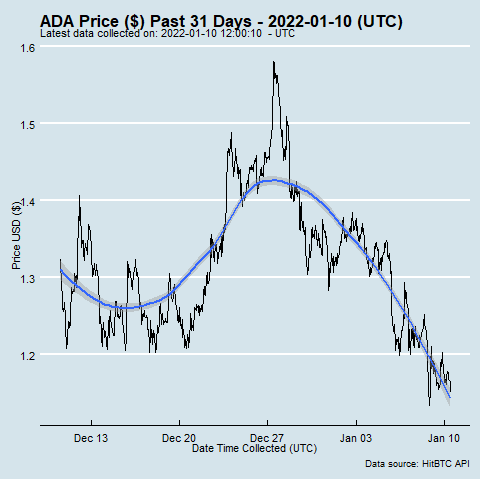 ADA Price ($) Past 31 Days - 2022-01-10 (UTC)
Latest data collected on: 2022-01-10 12:00:10  - UTC
1.6
1.5
1.4
1.3
1.2
Price USD ($)
Dec 13
Dec 20
Dec 27
Jan 03
Jan 10
Date Time Collected (UTC)
Data source: HitBTC API